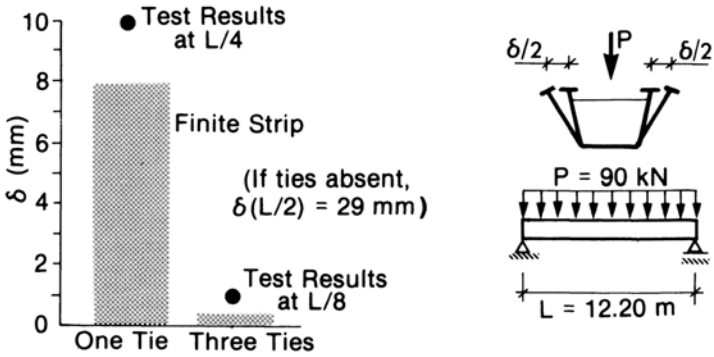 10
8
6
4
2
0
δ (mm)
Test Results
at L/4
Finite Strip
(If ties absent,
δ(L/2) = 29 mm)
Test Results
at L/8
One Tie
Three Ties
δ/2
P
δ/2
P = 90 kN
L = 12.20 m